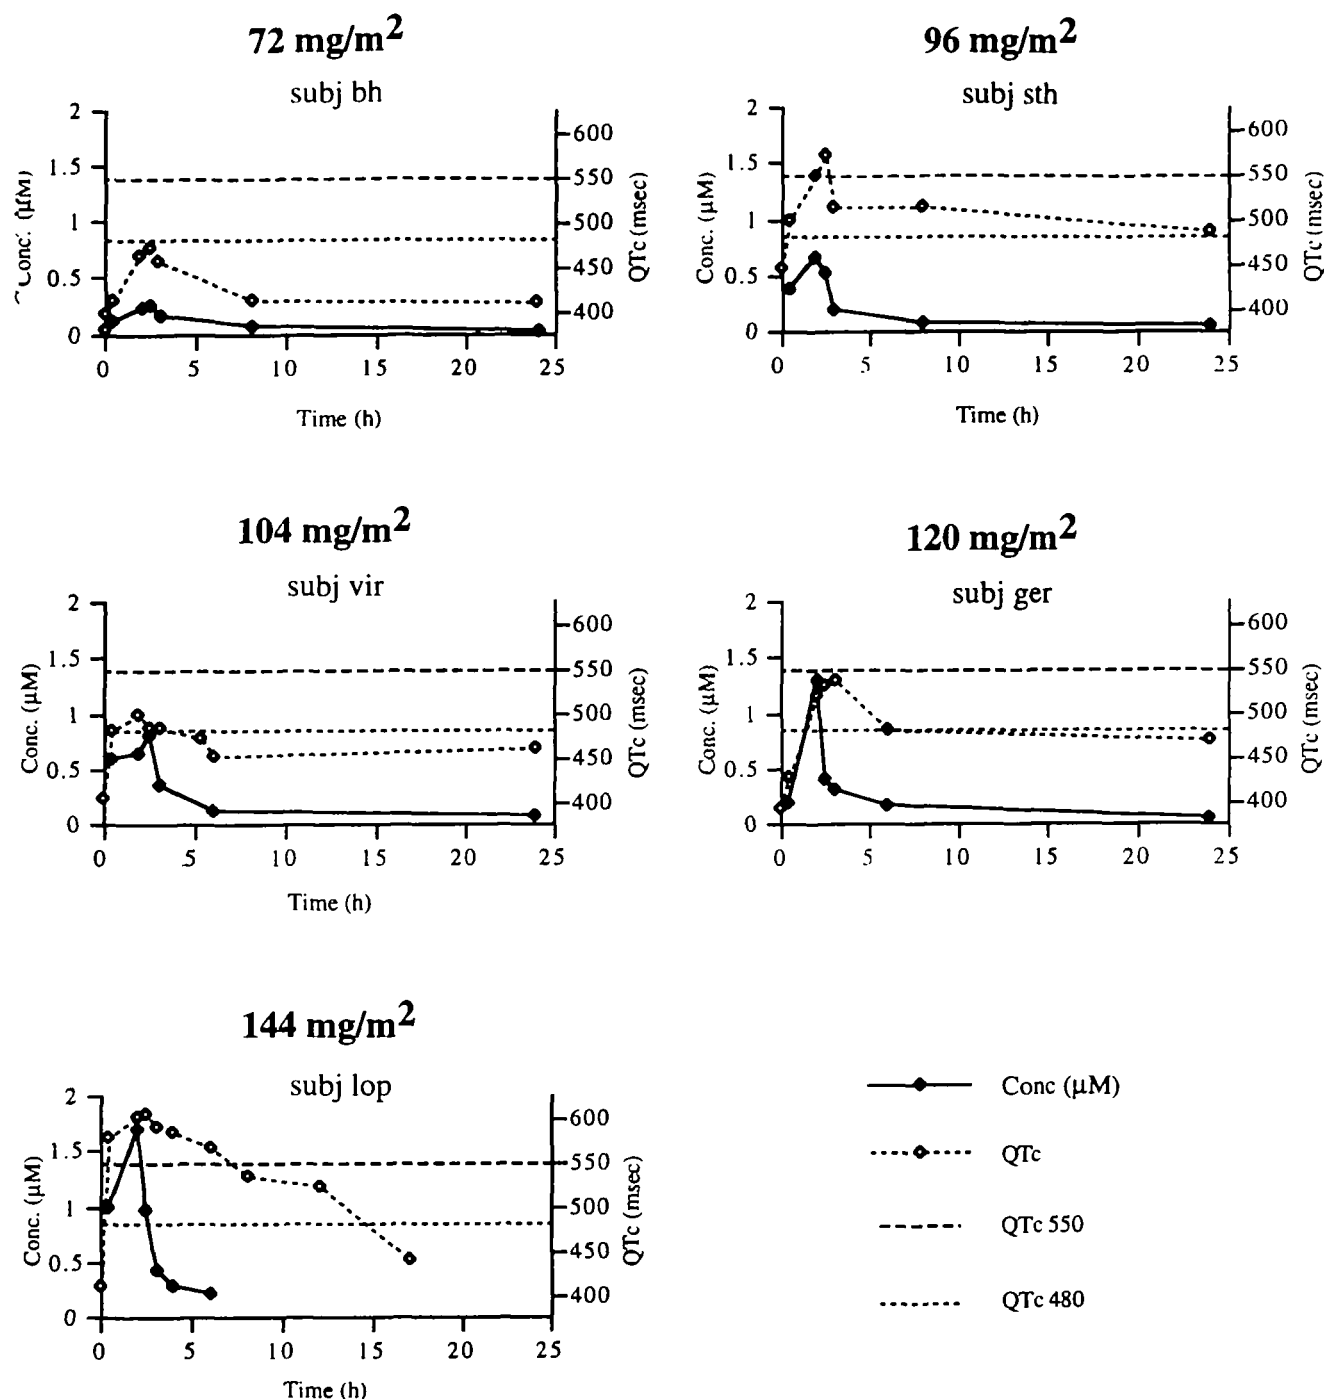 72 mg/m2
subj bh
2
1.5
1
0.5
0
Conc. (µM)
600
550
500
450
400
QTc (msec)
0 5 10 15 20 25
Time (h)
96 mg/m2
subj sth
2
1.5
1
0.5
0
Conc. (µM)
600
550
500
450
400
QTc (msec)
0 5 10 15 20 25
Time (h)
104 mg/m2
subj vir
2
1.5
1
0.5
0
Conc. (µM)
600
550
500
450
400
QTc (msec)
0 5 10 15 20 25
Time (h)
120 mg/m2
subj ger
2
1.5
1
0.5
0
Conc. (µM)
600
550
500
450
400
QTc (msec)
0 5 10 15 20 25
144 mg/m2
subj lop
2
1.5
1
0.5
0
Conc. (µM)
600
550
500
450
400
QTc (msec)
0 5 10 15 20 25
Time (h)
Conc (µM)
QTc
QTc 550
QTc 480